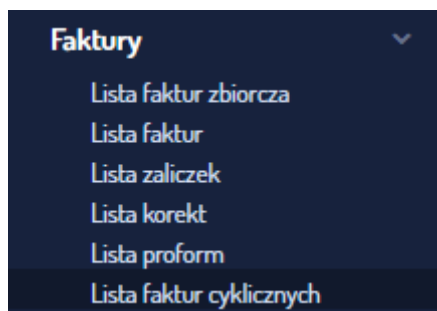 Faktury
Lista faktur zbiorcza
Lista faktur
Lista zaliczek
Lista korekt
Lista proform
Lista faktur cyklicznych